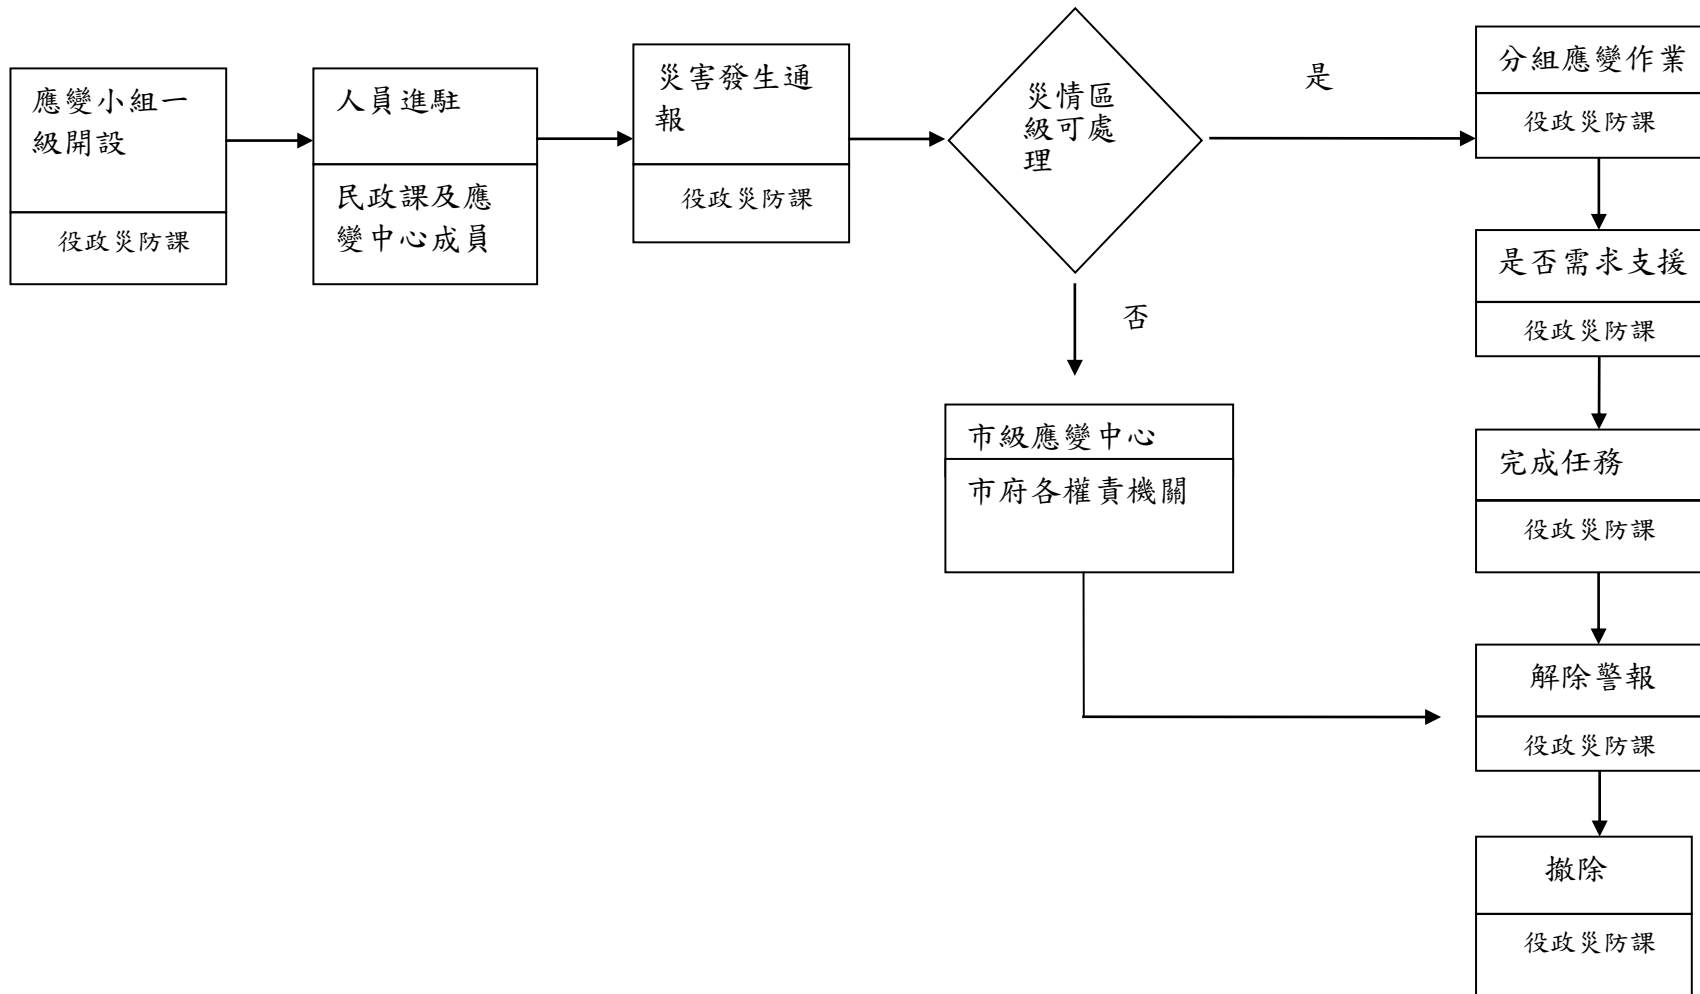 應變小組一
級開設
役政災防課
人員進駐
民政課及應
變中心成員
災害發生通
報
役政災防課
災情區
級可處
理
是
否
分組應變作業
役政災防課
是否需求支援
役政災防課
市級應變中心
市府各權責機關
完成任務
役政災防課
解除警報
役政災防課
撤除
役政災防課